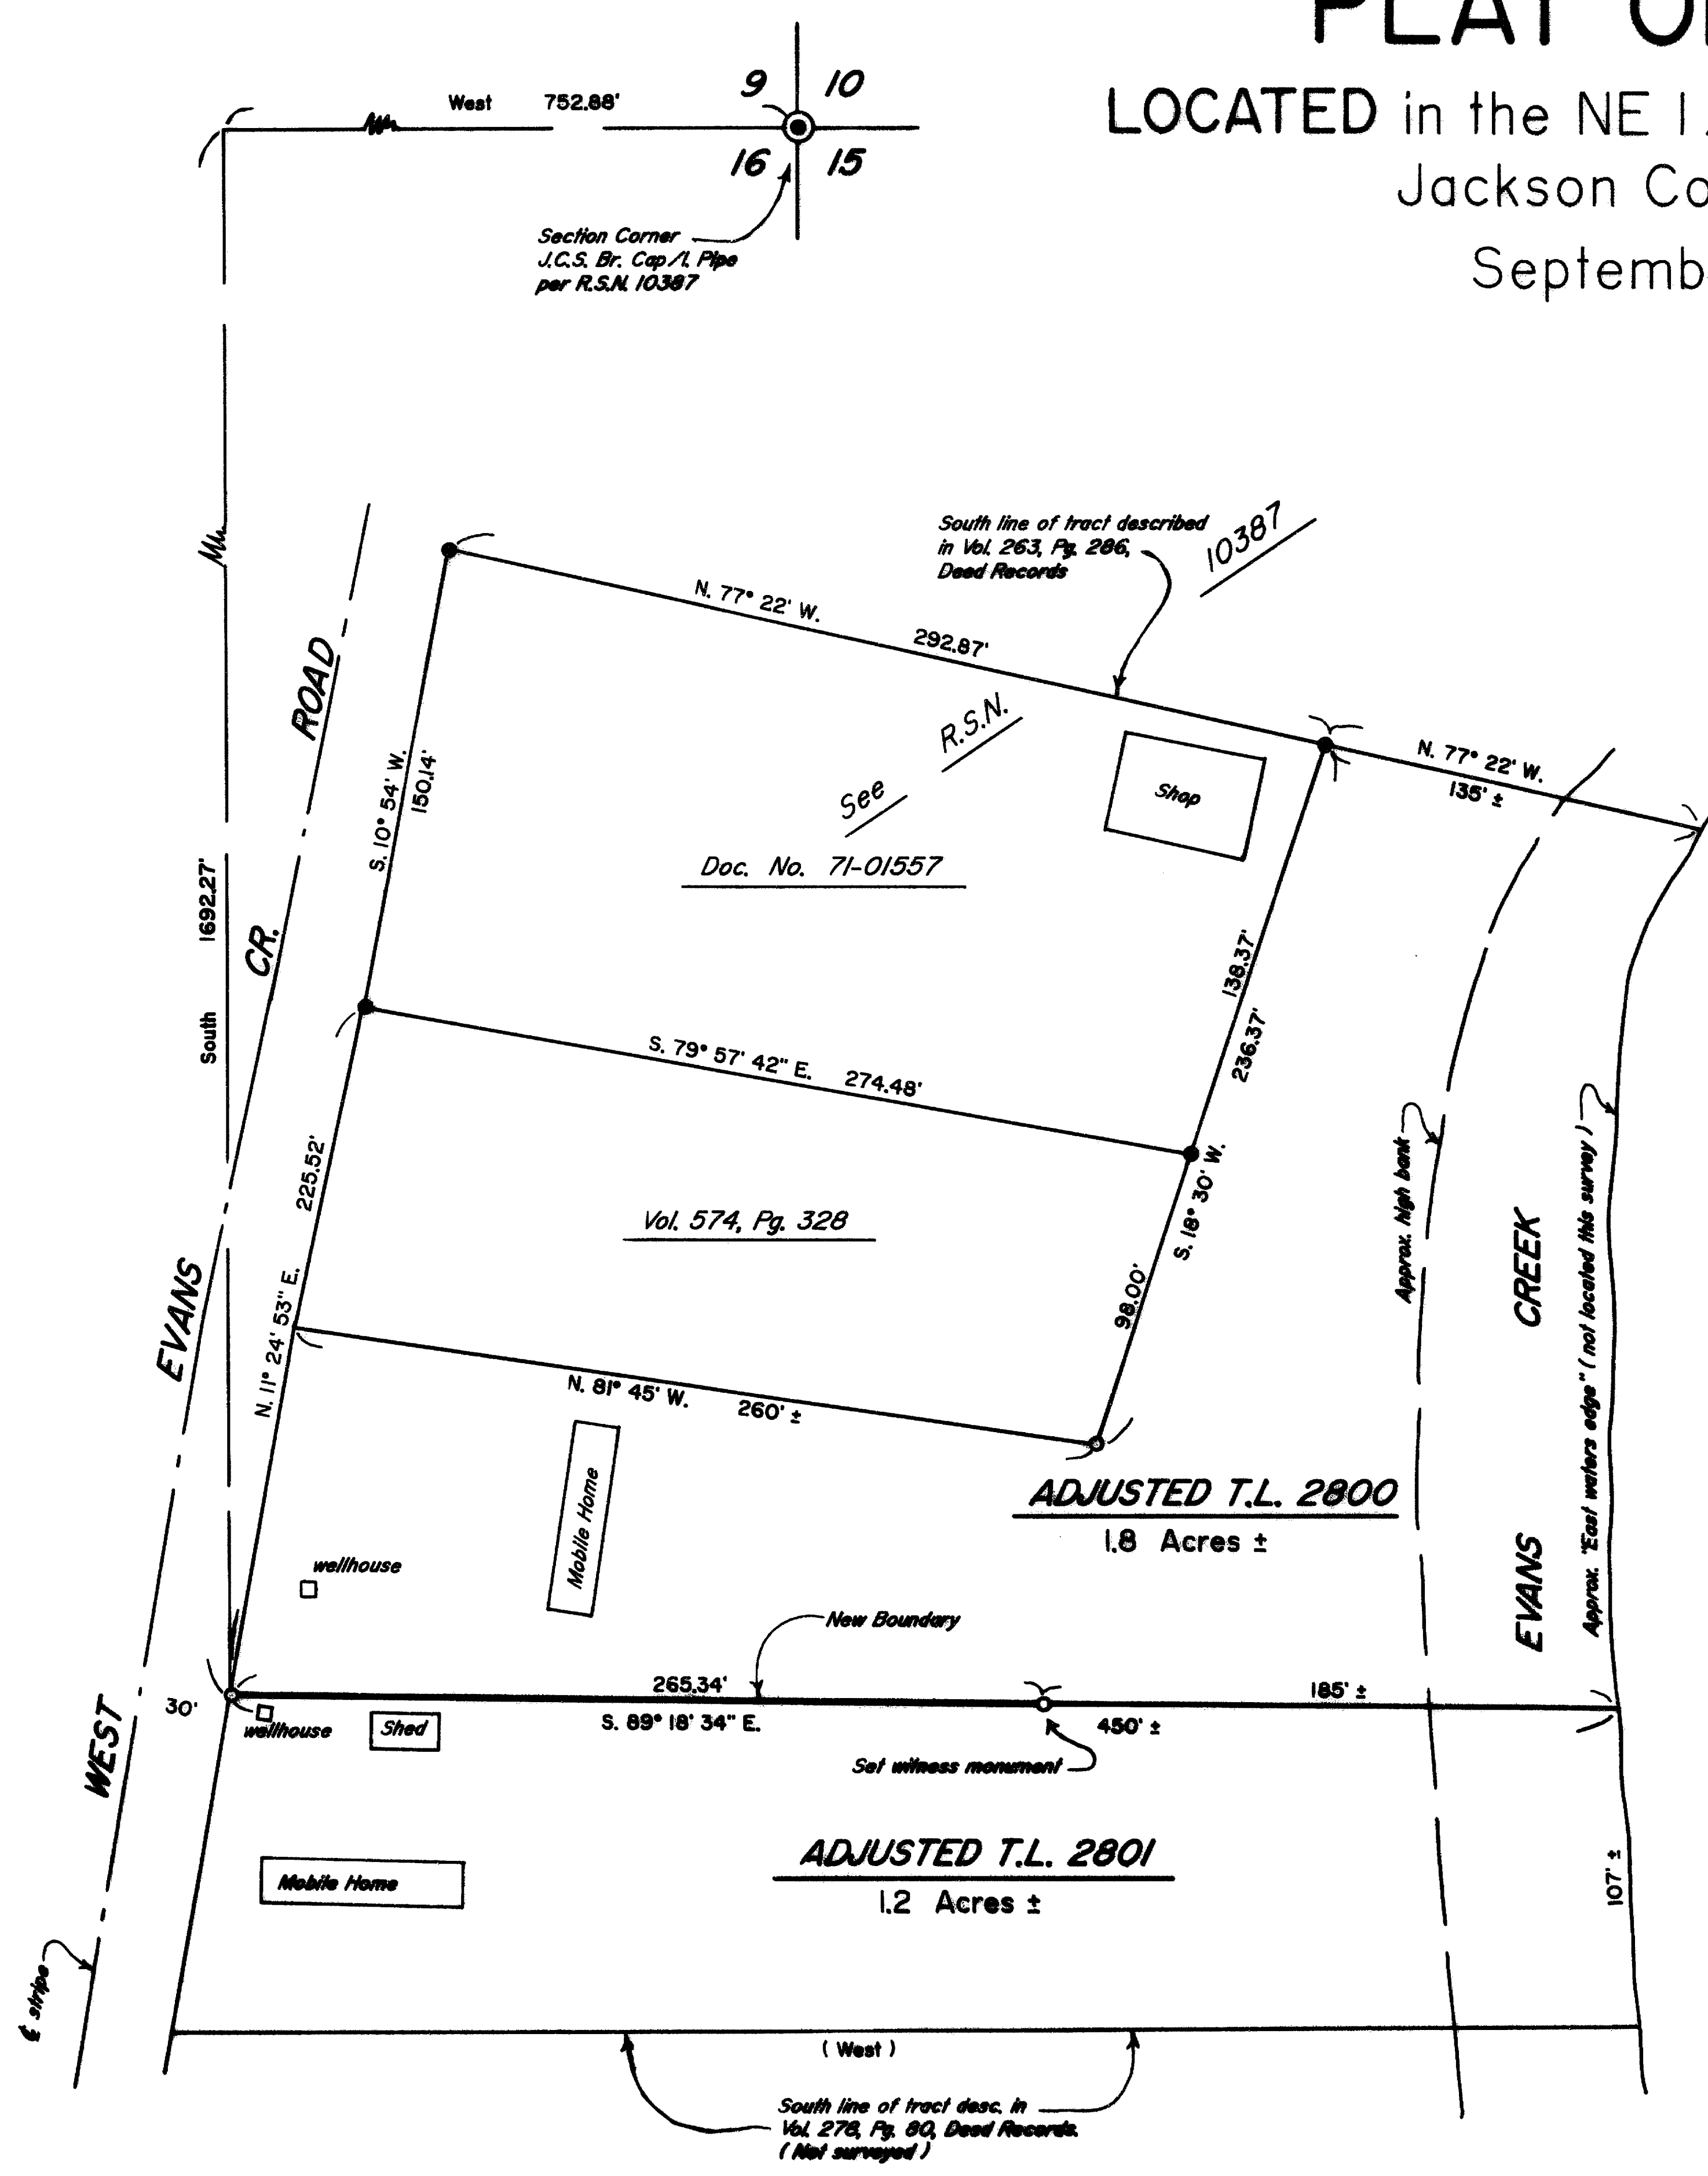 PLAT
LOCATED in the NE 1
Jackson Co
Septemb
West 752.88'
9 10
16 15
Section Corner
J.C.S. Br. Cap/I. Pipe
per R.S.N. 10387
South line of tract described
in Vol. 263, Pg. 286,
Deed Records
See R.S.N. 10387
N. 77° 22' W.
292.87'
N. 77° 22' W.
135' ±
Shop
S. 10° 54' W.
150.14'
Doc. No. 71-01557
South 1692.27'
138.37'
236.37'
S. 18° 30' W.
98.00'
S. 79° 57' 42" E. 274.48'
225.52'
N. 11° 24' 53" E.
Vol. 574, Pg. 328
N. 81° 45' W. 260' ±
WEST EVANS CR. ROAD
Approx. high bank
EVANS CREEK
Approx. "East waters edge" (not located this survey)
Mobile Home
ADJUSTED T.L. 2800
1.8 Acres ±
wellhouse
New Boundary
265.34'
185' ±
30'
S. 89° 18' 34" E.
450' ±
wellhouse
Shed
Set witness monument
ADJUSTED T.L. 2801
1.2 Acres ±
Mobile Home
107' ±
℄ stripe
( West )
South line of tract desc. in
Vol. 278, Pg. 80, Deed Records.
( Not surveyed )